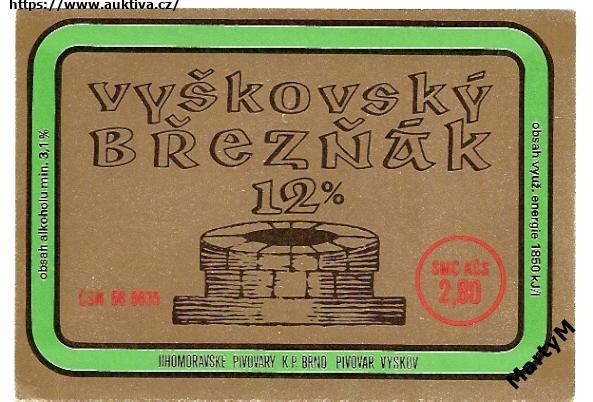 https://www.auktiva.cz/
vyškovský
Březňák
12%
obsah alkoholu min. 3,1 %
obsah využ. energie 1850 kJ/l
ČSN 56 6635
SMC KČS
2,80
JIHOMORAVSKÉ PIVOVARY K.P. BRNO PIVOVAR VYŠKOV
MartyM